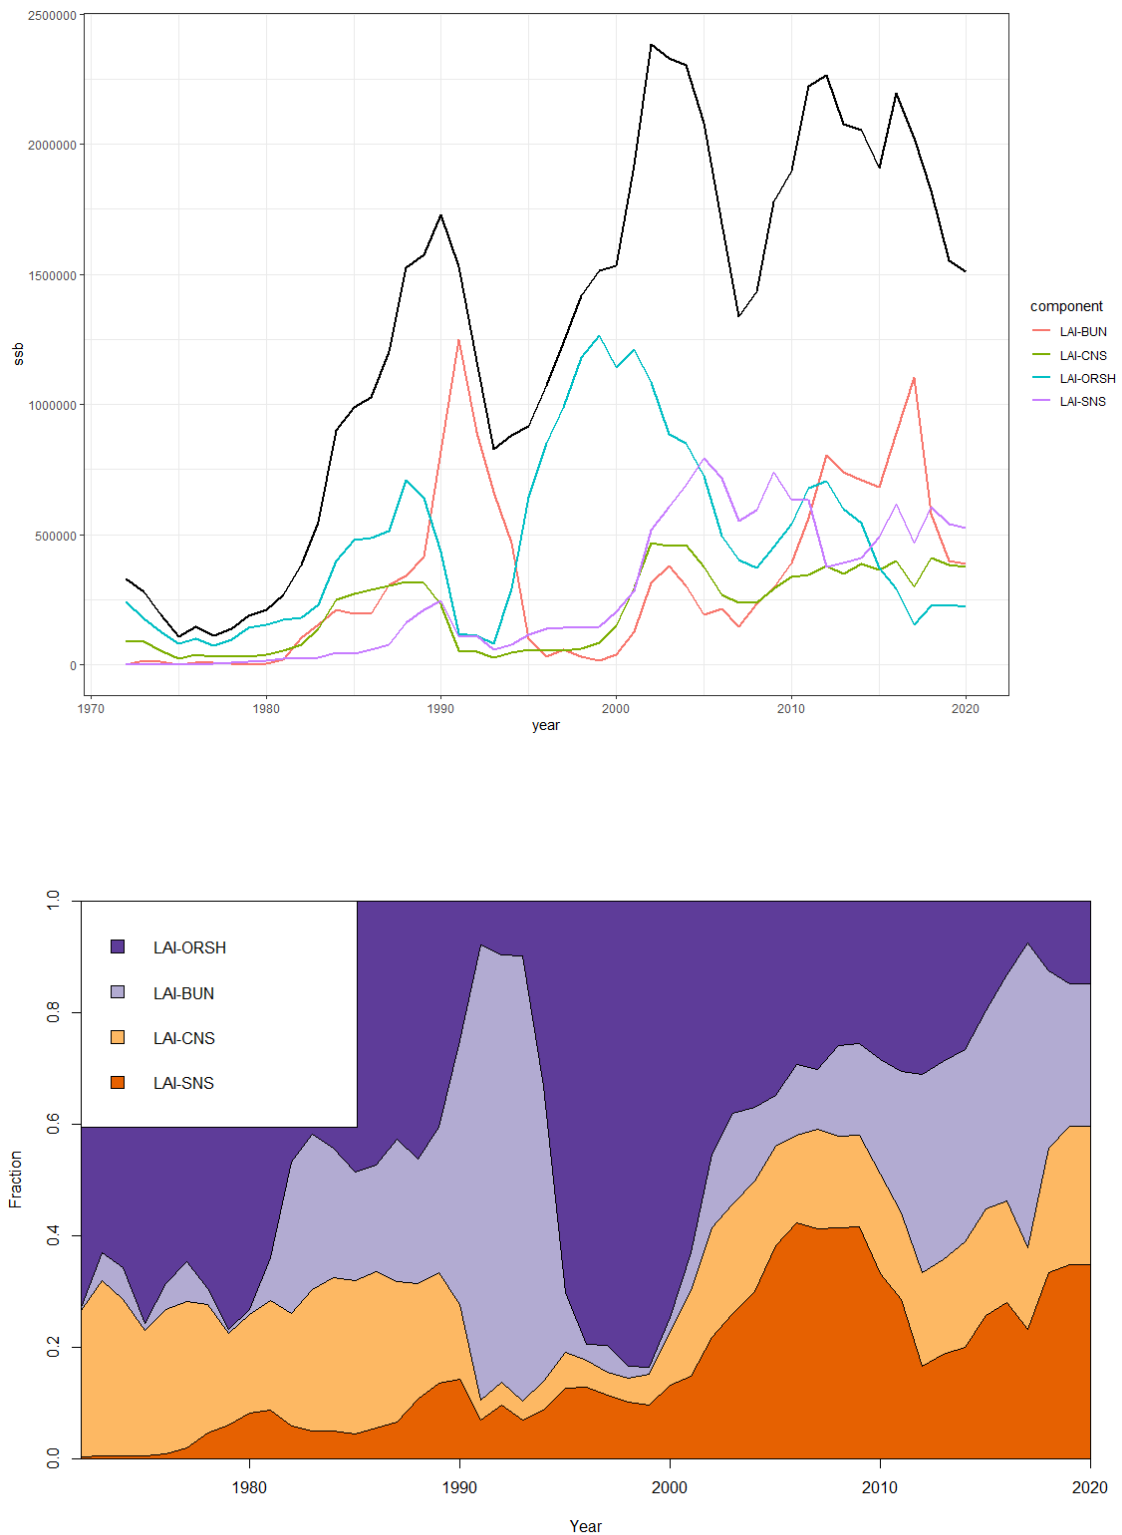 2500000
2000000
1500000
1000000
500000
0
ssb
1970 1980 1990 2000 2010 2020
year
component
LAI-BUN
LAI-CNS
LAI-ORSH
LAI-SNS
1.0
0.8
0.6
0.4
0.2
0.0
Fraction
LAI-ORSH
LAI-BUN
LAI-CNS
LAI-SNS
1980 1990 2000 2010 2020
Year